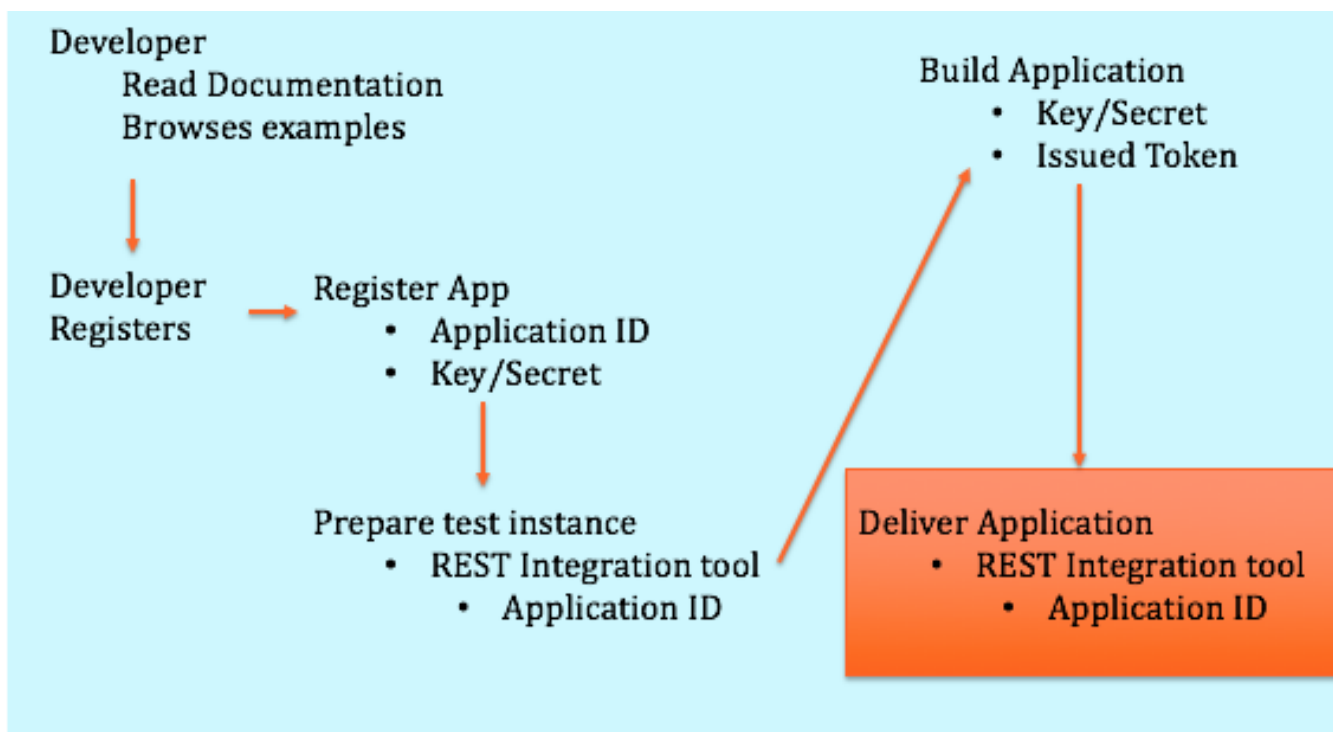 Developer
Read Documentation
Browses examples
Developer
Registers
Register App
• Application ID
• Key/Secret
Prepare test instance
• REST Integration tool
• Application ID
Build Application
• Key/Secret
• Issued Token
Deliver Application
• REST Integration tool
• Application ID